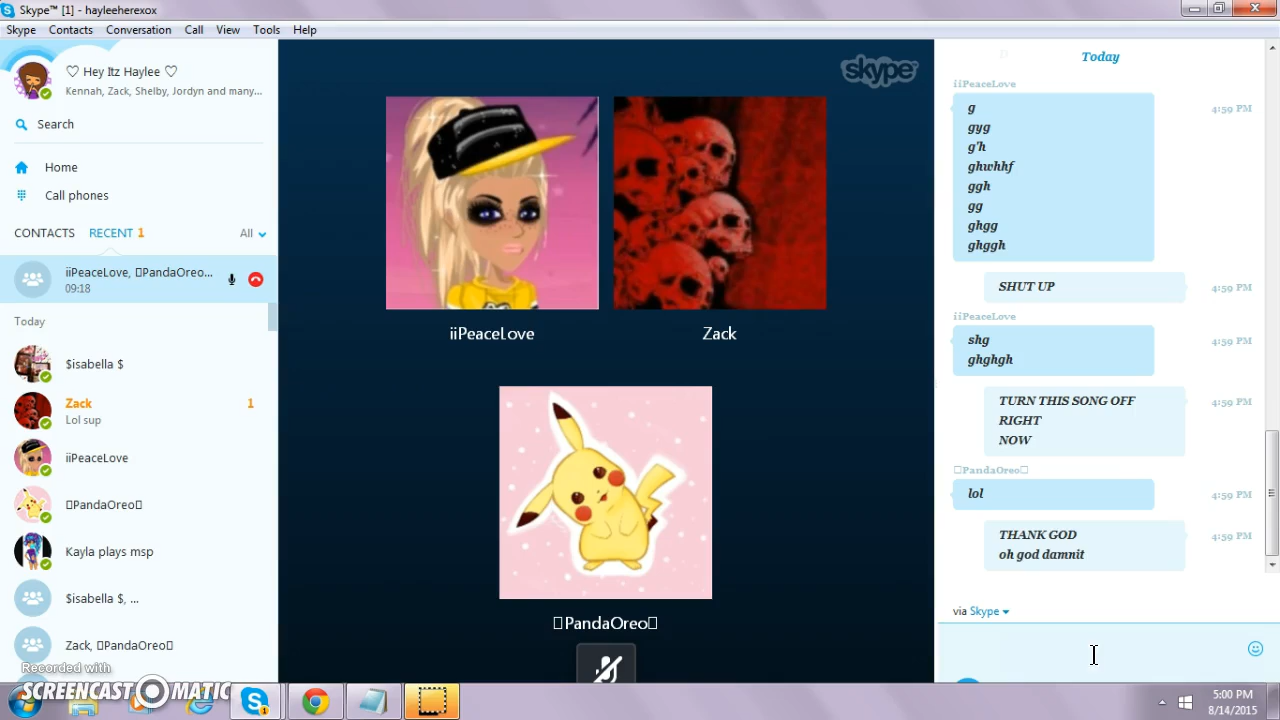 Skype™ [1] - hayleeherexox
Skype Contacts Conversation Call View Tools Help
♡ Hey Itz Haylee ♡
Kennah, Zack, Shelby, Jordyn and many...
Search
Home
Call phones
CONTACTS RECENT 1 All
iiPeaceLove, ▯PandaOreo...
09:18
Today
$isabella $
Zack 1
Lol sup
iiPeaceLove
▯PandaOreo▯
Kayla plays msp
$isabella $, ...
Zack, ▯PandaOreo▯
Recorded with
SCREENCAST MATIC
skype
iiPeaceLove
Zack
▯PandaOreo▯
Today
iiPeaceLove
g 4:59 PM
gyg
g'h
ghwhhf
ggh
gg
ghgg
ghggh
SHUT UP 4:59 PM
iiPeaceLove
shg 4:59 PM
ghghgh
TURN THIS SONG OFF 4:59 PM
RIGHT
NOW
▯PandaOreo▯
lol 4:59 PM
THANK GOD 4:59 PM
oh god damnit
via Skype
5:00 PM
8/14/2015